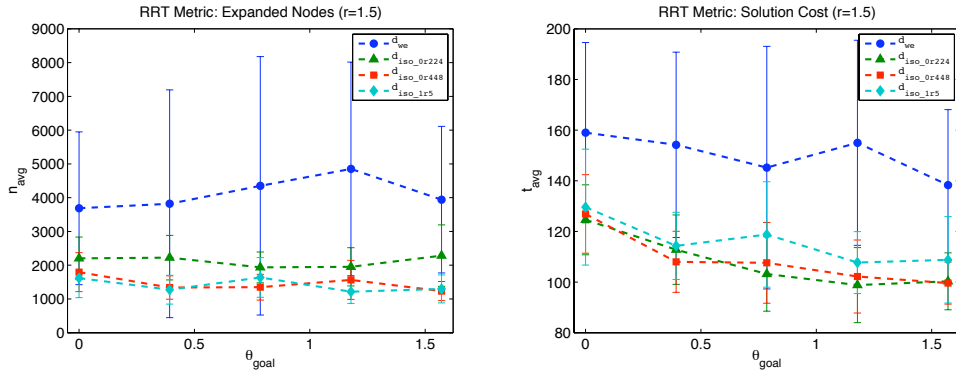 RRT Metric: Expanded Nodes (r=1.5)
9000
8000
7000
6000
5000
4000
3000
2000
1000
0
n_avg
0
0.5
1
1.5
θ_goal
d_we
d_iso_0r224
d_iso_0r448
d_iso_1r5
RRT Metric: Solution Cost (r=1.5)
200
180
160
140
120
100
80
t_avg
0
0.5
1
1.5
θ_goal
d_we
d_iso_0r224
d_iso_0r448
d_iso_1r5